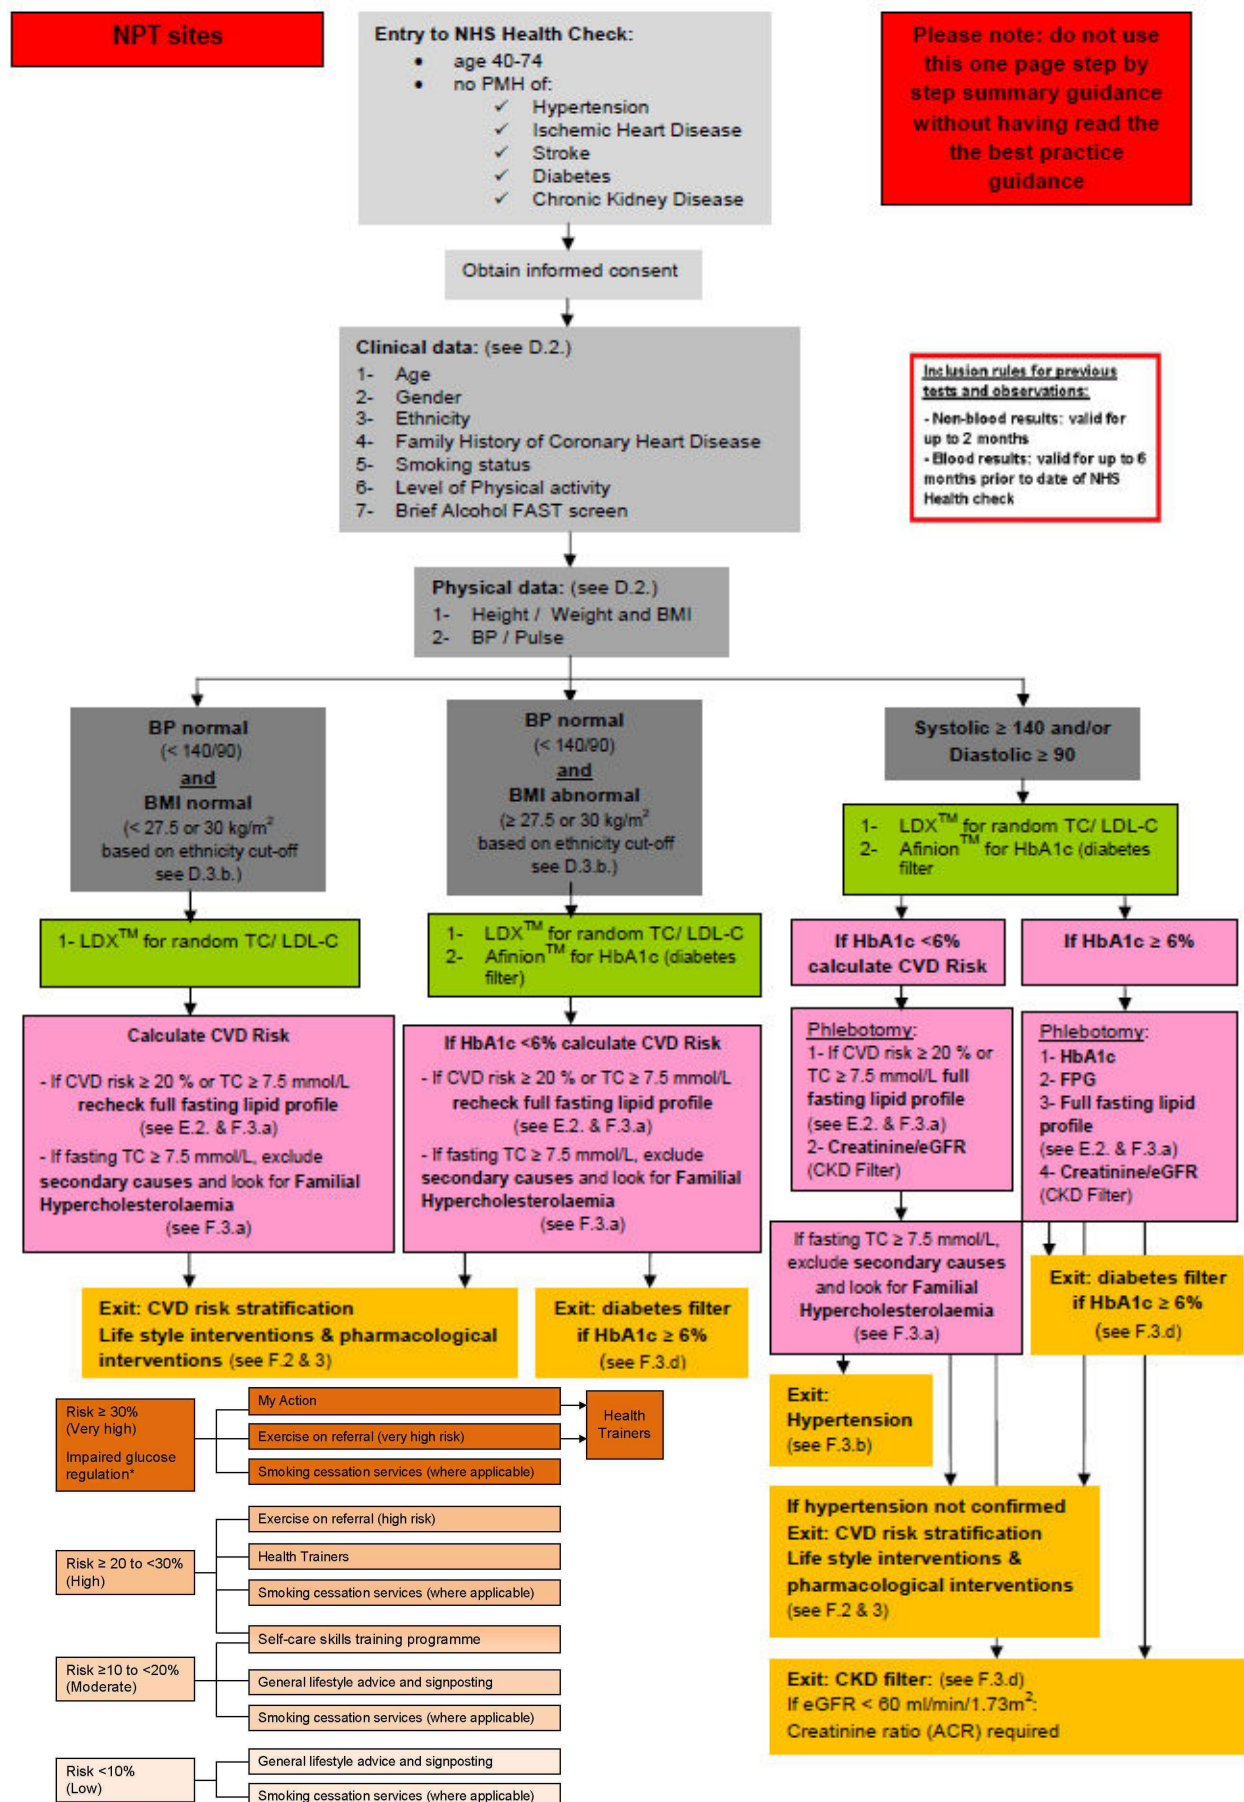 NPT sites
Entry to NHS Health Check:
• age 40-74
• no PMH of:
✓ Hypertension
✓ Ischemic Heart Disease
✓ Stroke
✓ Diabetes
✓ Chronic Kidney Disease
Please note: do not use
this one page step by
step summary guidance
without having read the
the best practice
guidance
Obtain informed consent
Clinical data: (see D.2.)
1- Age
2- Gender
3- Ethnicity
4- Family History of Coronary Heart Disease
5- Smoking status
6- Level of Physical activity
7- Brief Alcohol FAST screen
Inclusion rules for previous
tests and observations:
- Non-blood results: valid for
up to 2 months
- Blood results: valid for up to 6
months prior to date of NHS
Health check
Physical data: (see D.2.)
1- Height / Weight and BMI
2- BP / Pulse
BP normal
(< 140/90)
and
BMI normal
(< 27.5 or 30 kg/m²
based on ethnicity cut-off
see D.3.b.)
BP normal
(< 140/90)
and
BMI abnormal
(≥ 27.5 or 30 kg/m²
based on ethnicity cut-off
see D.3.b.)
Systolic ≥ 140 and/or
Diastolic ≥ 90
1- LDX™ for random TC/ LDL-C
1- LDX™ for random TC/ LDL-C
2- Afinion™ for HbA1c (diabetes
filter)
1- LDX™ for random TC/ LDL-C
2- Afinion™ for HbA1c (diabetes
filter
If HbA1c <6%
calculate CVD Risk
If HbA1c ≥ 6%
Calculate CVD Risk
- If CVD risk ≥ 20 % or TC ≥ 7.5 mmol/L
recheck full fasting lipid profile
(see E.2. & F.3.a)
- If fasting TC ≥ 7.5 mmol/L, exclude
secondary causes and look for Familial
Hypercholesterolaemia
(see F.3.a)
If HbA1c <6% calculate CVD Risk
- If CVD risk ≥ 20 % or TC ≥ 7.5 mmol/L
recheck full fasting lipid profile
(see E.2. & F.3.a)
- If fasting TC ≥ 7.5 mmol/L, exclude
secondary causes and look for Familial
Hypercholesterolaemia
(see F.3.a)
Phlebotomy:
1- If CVD risk ≥ 20 % or
TC ≥ 7.5 mmol/L full
fasting lipid profile
(see E.2. & F.3.a)
2- Creatinine/eGFR
(CKD Filter)
Phlebotomy:
1- HbA1c
2- FPG
3- Full fasting lipid
profile
(see E.2. & F.3.a)
4- Creatinine/eGFR
(CKD Filter)
If fasting TC ≥ 7.5 mmol/L,
exclude secondary causes
and look for Familial
Hypercholesterolaemia
(see F.3.a)
Exit: diabetes filter
if HbA1c ≥ 6%
(see F.3.d)
Exit: CVD risk stratification
Life style interventions & pharmacological
interventions (see F.2 & 3)
Exit: diabetes filter
if HbA1c ≥ 6%
(see F.3.d)
Exit:
Hypertension
(see F.3.b)
If hypertension not confirmed
Exit: CVD risk stratification
Life style interventions &
pharmacological interventions
(see F.2 & 3)
Exit: CKD filter: (see F.3.d)
If eGFR < 60 ml/min/1.73m²:
Creatinine ratio (ACR) required
Risk ≥ 30%
(Very high)
Impaired glucose
regulation*
My Action
Exercise on referral (very high risk)
Smoking cessation services (where applicable)
Health
Trainers
Risk ≥ 20 to <30%
(High)
Exercise on referral (high risk)
Health Trainers
Smoking cessation services (where applicable)
Self-care skills training programme
Risk ≥10 to <20%
(Moderate)
General lifestyle advice and signposting
Smoking cessation services (where applicable)
Risk <10%
(Low)
General lifestyle advice and signposting
Smoking cessation services (where applicable)